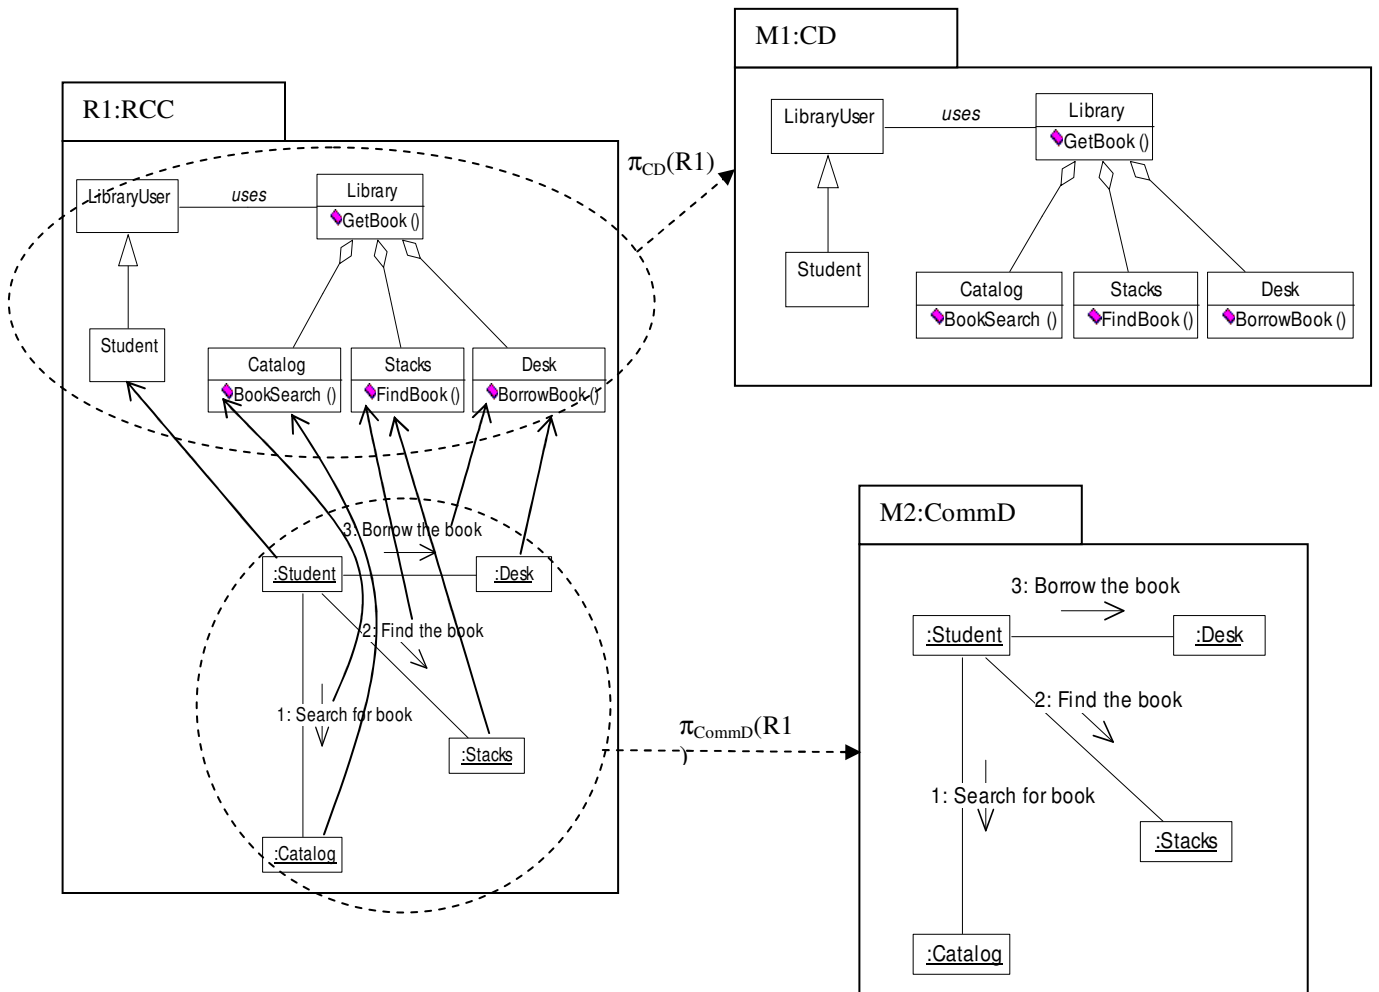 M1:CD
LibraryUser
uses
Library
GetBook ()
Student
Catalog
BookSearch ()
Stacks
FindBook ()
Desk
BorrowBook ()
R1:RCC
LibraryUser
uses
Library
GetBook ()
Student
Catalog
BookSearch ()
Stacks
FindBook ()
Desk
BorrowBook ()
πCD(R1)
3: Borrow the book
:Student
:Desk
2: Find the book
1: Search for book
:Stacks
:Catalog
πCommD(R1
)
M2:CommD
3: Borrow the book
:Student
:Desk
2: Find the book
1: Search for book
:Stacks
:Catalog